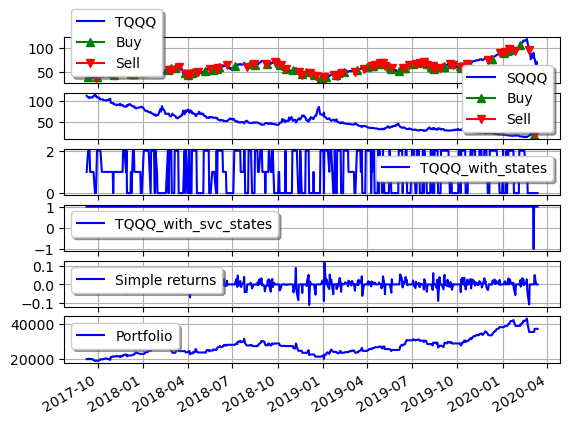 TQQQ
Buy
Sell
100
50
SQQQ
Buy
Sell
100
50
2
0
TQQQ_with_states
1
0
−1
TQQQ_with_svc_states
0.1
0.0
−0.1
Simple returns
40000
20000
Portfolio
2017-10
2018-01
2018-04
2018-07
2018-10
2019-01
2019-04
2019-07
2019-10
2020-01
2020-04